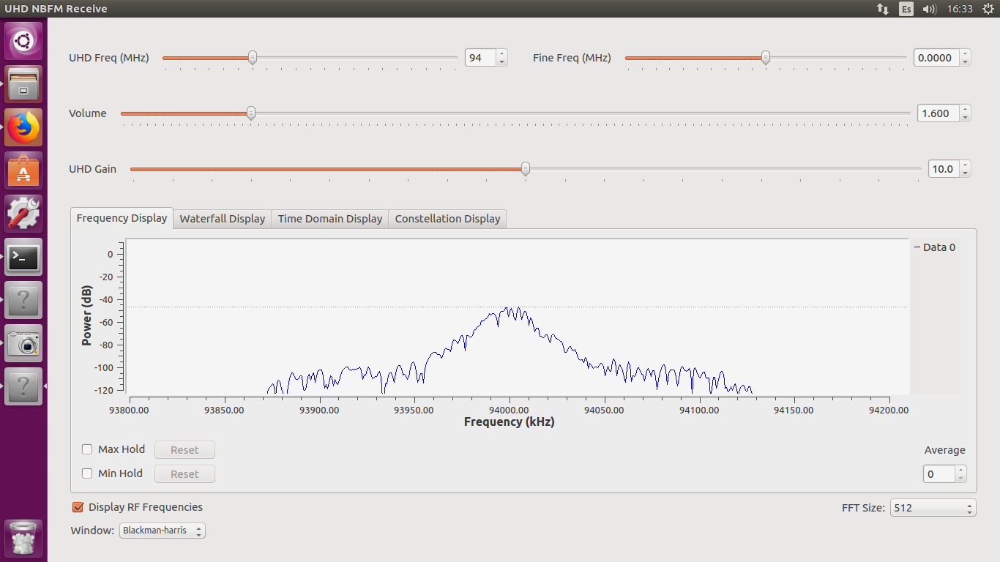 UHD NBFM Receive
Es
16:33
UHD Freq (MHz) 94 Fine Freq (MHz) 0.0000
Volume 1.600
UHD Gain 10.0
Frequency Display Waterfall Display Time Domain Display Constellation Display
Data 0
0
-20
-40
-60
-80
-100
-120
Power (dB)
93800.00 93850.00 93900.00 93950.00 94000.00 94050.00 94100.00 94150.00 94200.00
Frequency (kHz)
Max Hold Reset
Average
Min Hold Reset
0
Display RF Frequencies
FFT Size: 512
Window: Blackman-harris